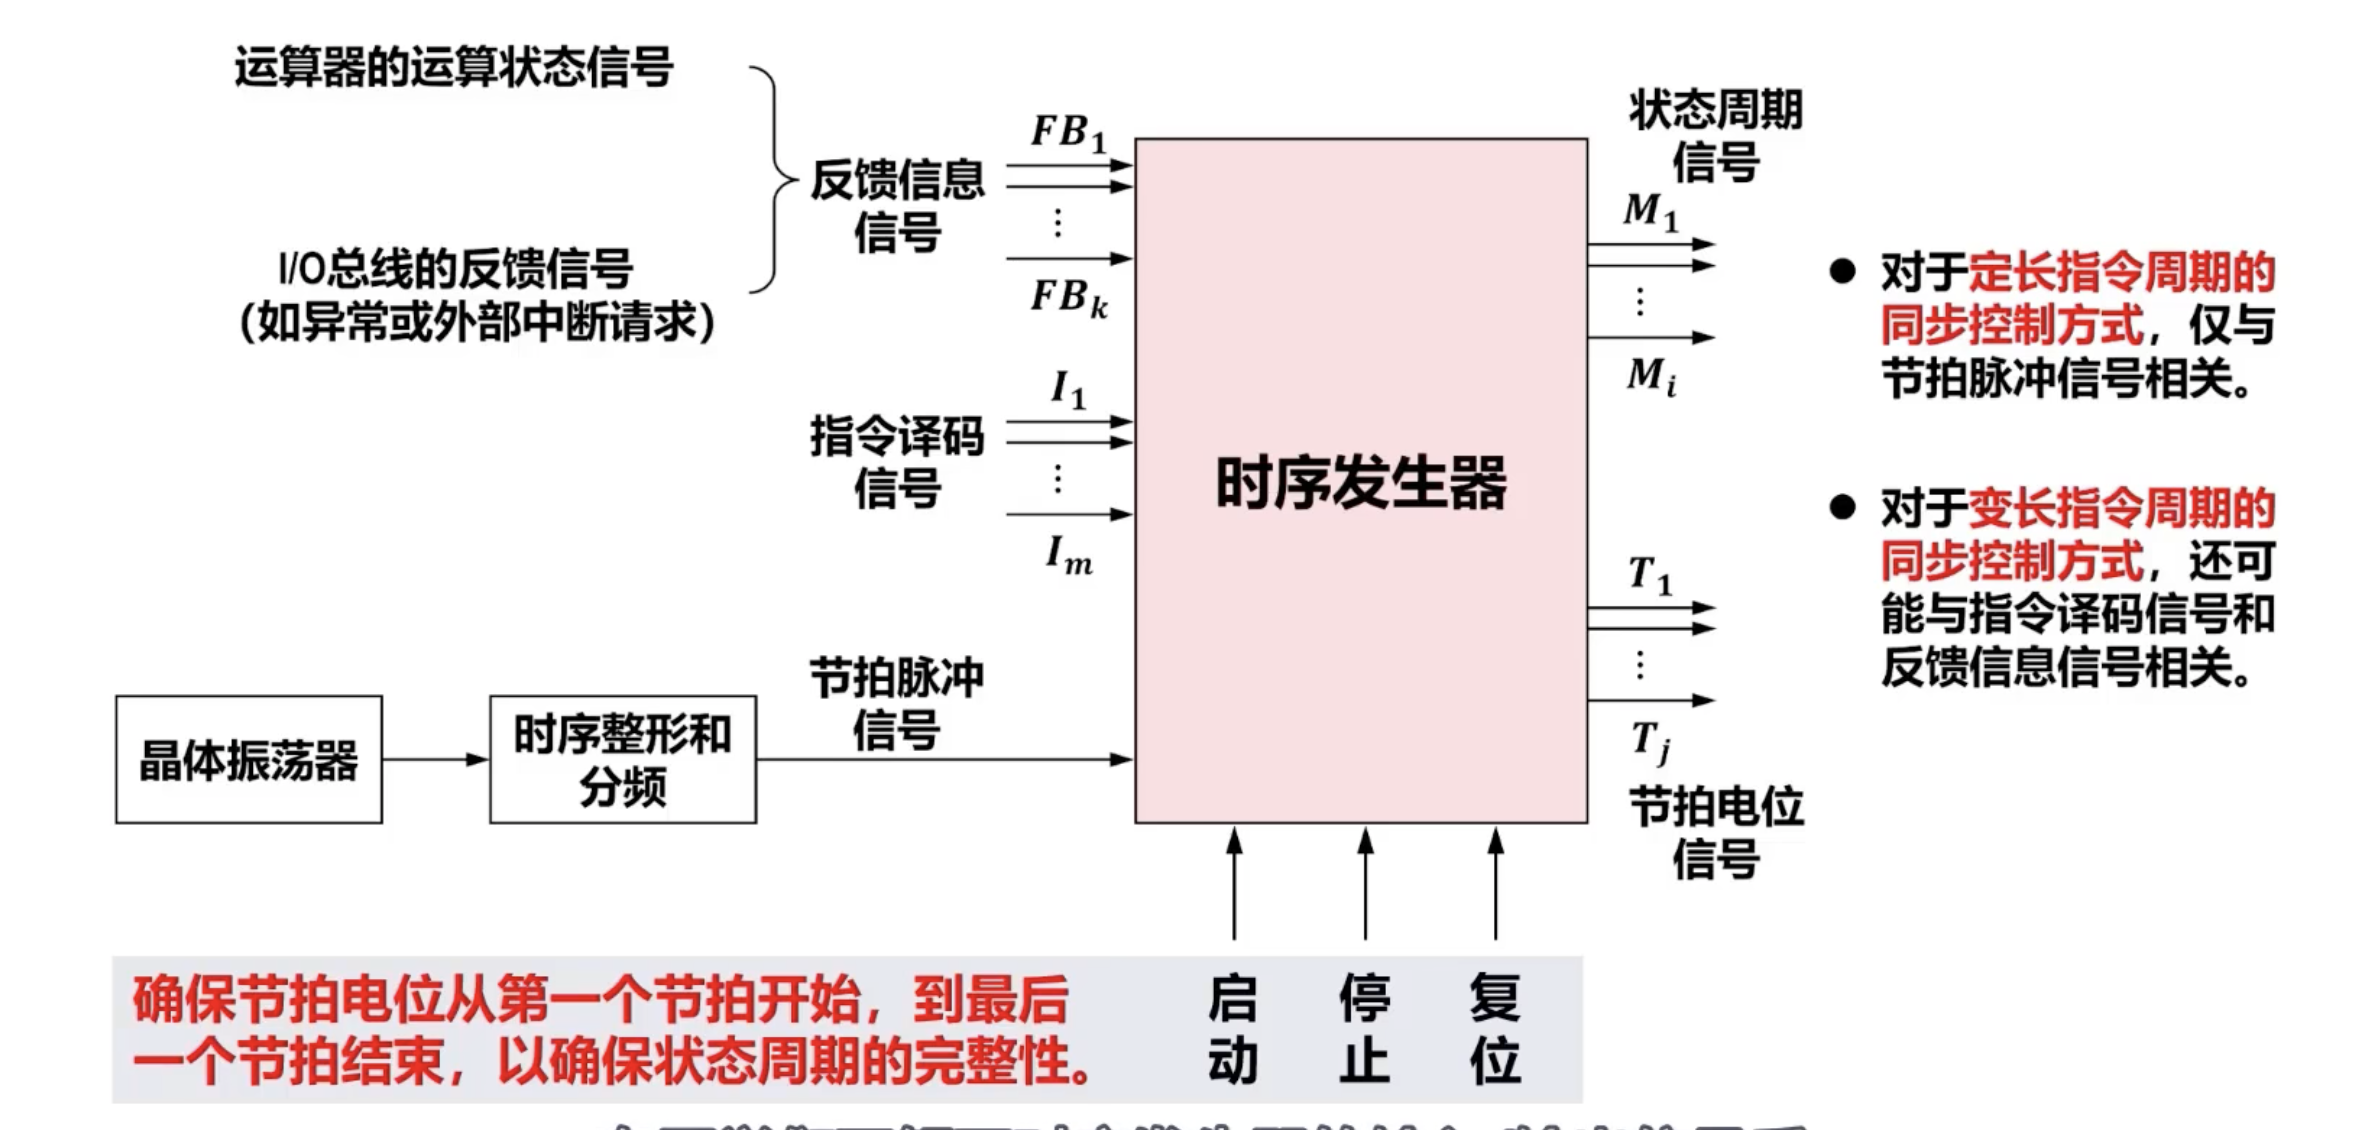 运算器的运算状态信号
I/O总线的反馈信号
（如异常或外部中断请求）
反馈信息
信号
FB₁
⋮
FBₖ
指令译码
信号
I₁
⋮
Iₘ
晶体振荡器
时序整形和
分频
节拍脉冲
信号
时序发生器
状态周期
信号
M₁
⋮
Mᵢ
T₁
⋮
Tⱼ
节拍电位
信号
● 对于定长指令周期的
同步控制方式，仅与
节拍脉冲信号相关。
● 对于变长指令周期的
同步控制方式，还可
能与指令译码信号和
反馈信息信号相关。
确保节拍电位从第一个节拍开始，到最后
一个节拍结束，以确保状态周期的完整性。
启动
停止
复位